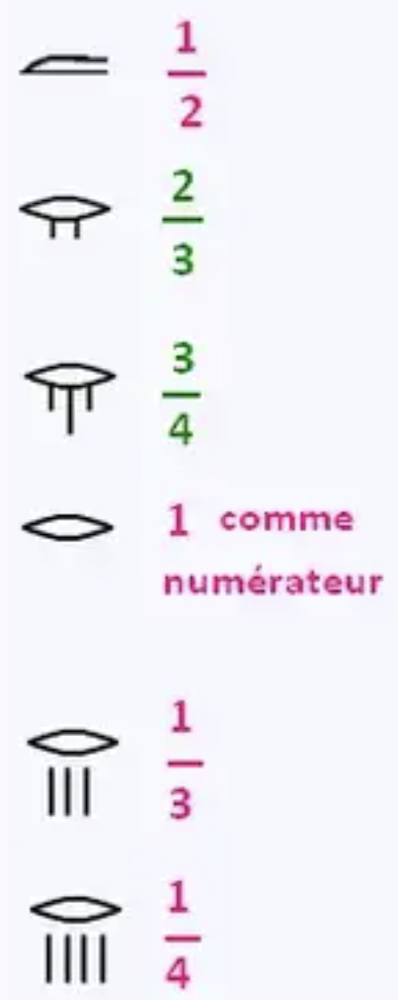 𓐛 1/2
𓂌 2/3
𓂍 3/4
𓂋 1 comme
numérateur
𓂋||| 1/3
𓂋|||| 1/4